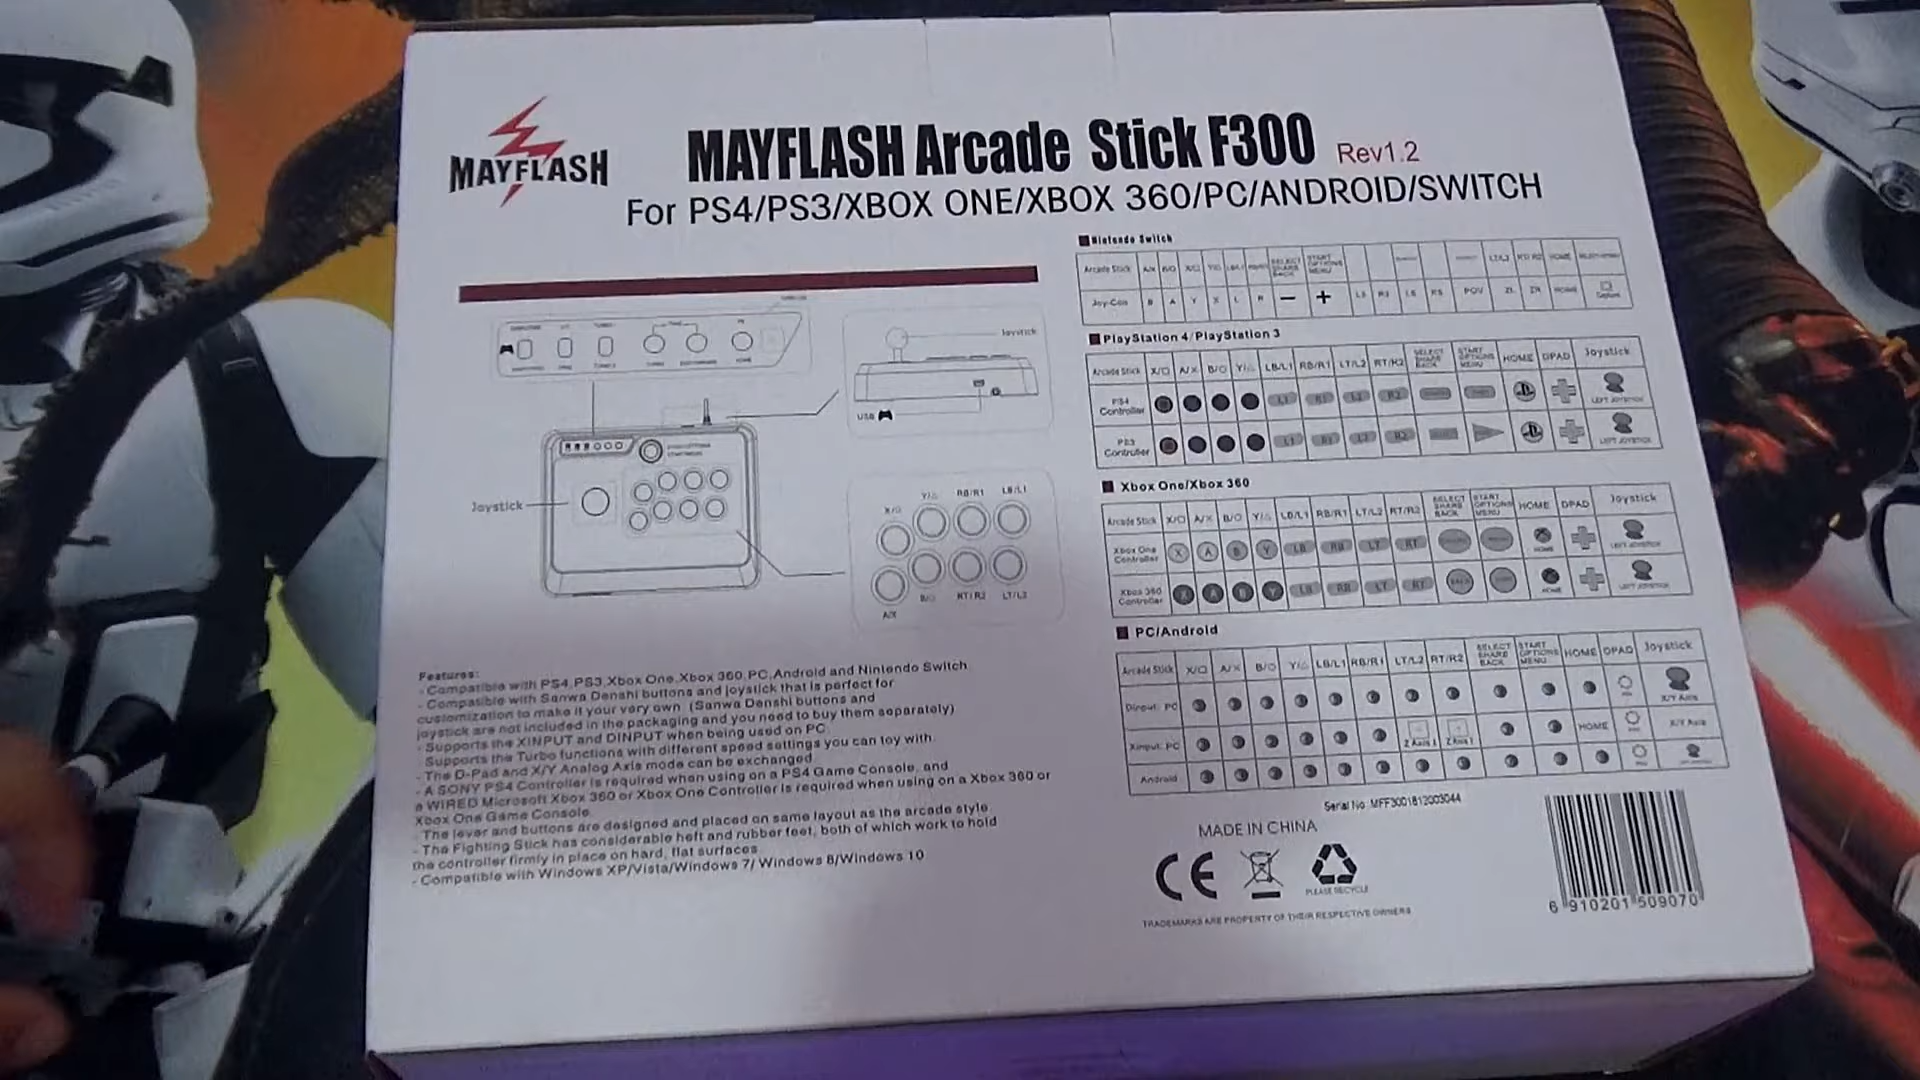 MAYFLASH
MAYFLASH Arcade Stick F300 Rev1.2
For PS4/PS3/XBOX ONE/XBOX 360/PC/ANDROID/SWITCH
Joystick
USB
Joystick
X/□ Y/△ RB/R1 LB/L1
A/X B/○ RT/R2 LT/L2
Features:
- Compatible with PS4,PS3,Xbox One,Xbox 360,PC,Android and Nintendo Switch
- Compatible with Sanwa Denshi buttons and joystick that is perfect for
customization to make it your very own (Sanwa Denshi buttons and
joystick are not included in the packaging and you need to buy them separately)
- Supports the XINPUT and DINPUT when being used on PC
- Supports the Turbo functions with different speed settings you can toy with.
- The D-Pad and X/Y Analog Axis mode can be exchanged
- A SONY PS4 Controller is required when using on a PS4 Game Console, and
a WIRED Microsoft Xbox 360 or Xbox One Controller is required when using on a Xbox 360 or
Xbox One Game Console
- The lever and buttons are designed and placed on same layout as the arcade style
- The Fighting Stick has considerable heft and rubber feet, both of which work to hold
the controller firmly in place on hard, flat surfaces
- Compatible with Windows XP/Vista/Windows 7/ Windows 8/Windows 10
Nintendo Switch
Arcade Stick A/X B/O X/□ Y/△ SELECT SHARE BACK START OPTIONS MENU LT/L2 RT/R2 HOME
Joy-Con B A Y X L R − + LS RS LS RS POV ZL ZR HOME Capture
PlayStation 4/PlayStation 3
Arcade Stick X/□ A/X B/O Y/△ LB/L1 RB/R1 LT/L2 RT/R2 SELECT SHARE BACK START OPTIONS MENU HOME DPAD Joystick
PS4 Controller L1 R1 L2 R2 LEFT JOYSTICK
PS3 Controller L1 R1 L2 R2 LEFT JOYSTICK
Xbox One/Xbox 360
Arcade Stick X/□ A/X B/O Y/△ LB/L1 RB/R1 LT/L2 RT/R2 SELECT SHARE BACK START OPTIONS MENU HOME DPAD Joystick
Xbox One Controller X A B Y LB RB LT RT HOME LEFT JOYSTICK
Xbox 360 Controller X A B Y LB RB LT RT BACK HOME LEFT JOYSTICK
PC/Android
Arcade Stick X/□ A/X B/O Y/△ LB/L1 RB/R1 LT/L2 RT/R2 SELECT SHARE BACK START OPTIONS MENU HOME DPAD Joystick
Dinput: PC X/Y Axis
Xinput: PC HOME X/Y Axis
Android
Serial No: MFF3001812003044
MADE IN CHINA
CE
PLEASE RECYCLE
TRADEMARKS ARE PROPERTY OF THEIR RESPECTIVE OWNERS
6 910201 509070